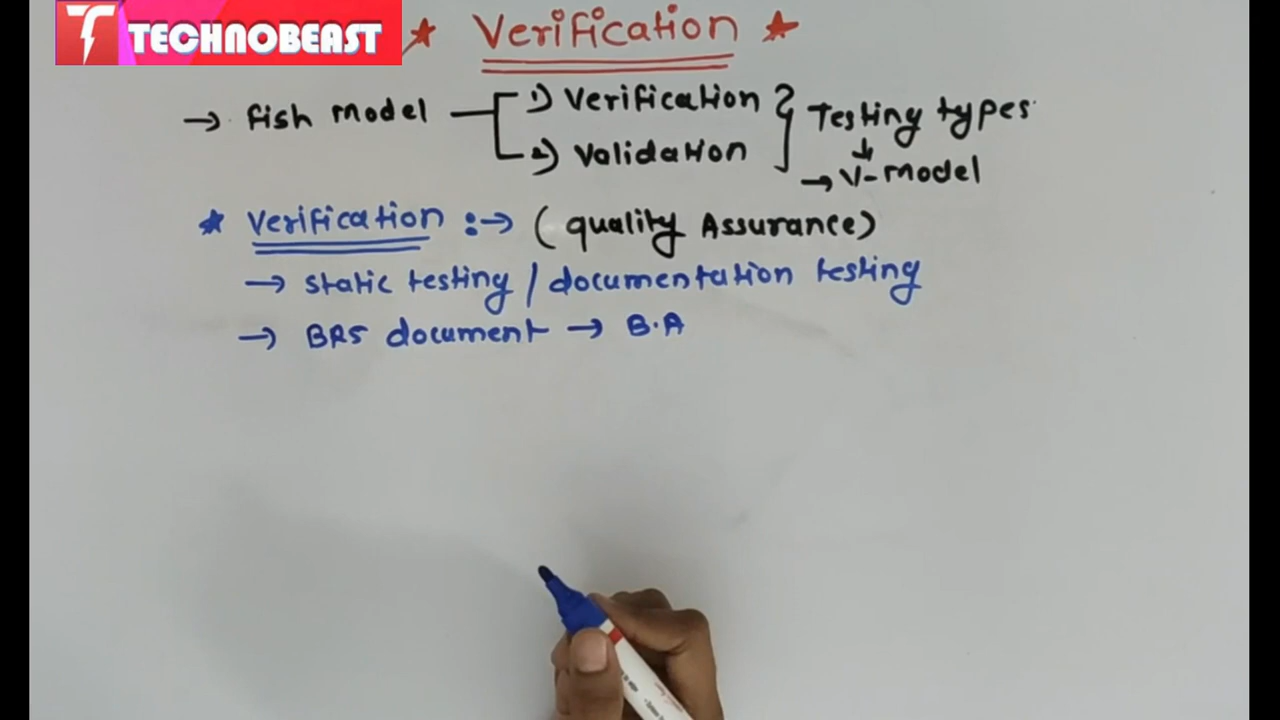 TECHNOBEAST
★ Verification ★
→ fish model 1) Verification } Testing types
2) Validation → V-model
★ Verification :→ (quality Assurance)
→ static testing / documentation testing
→ BRS document → B.A